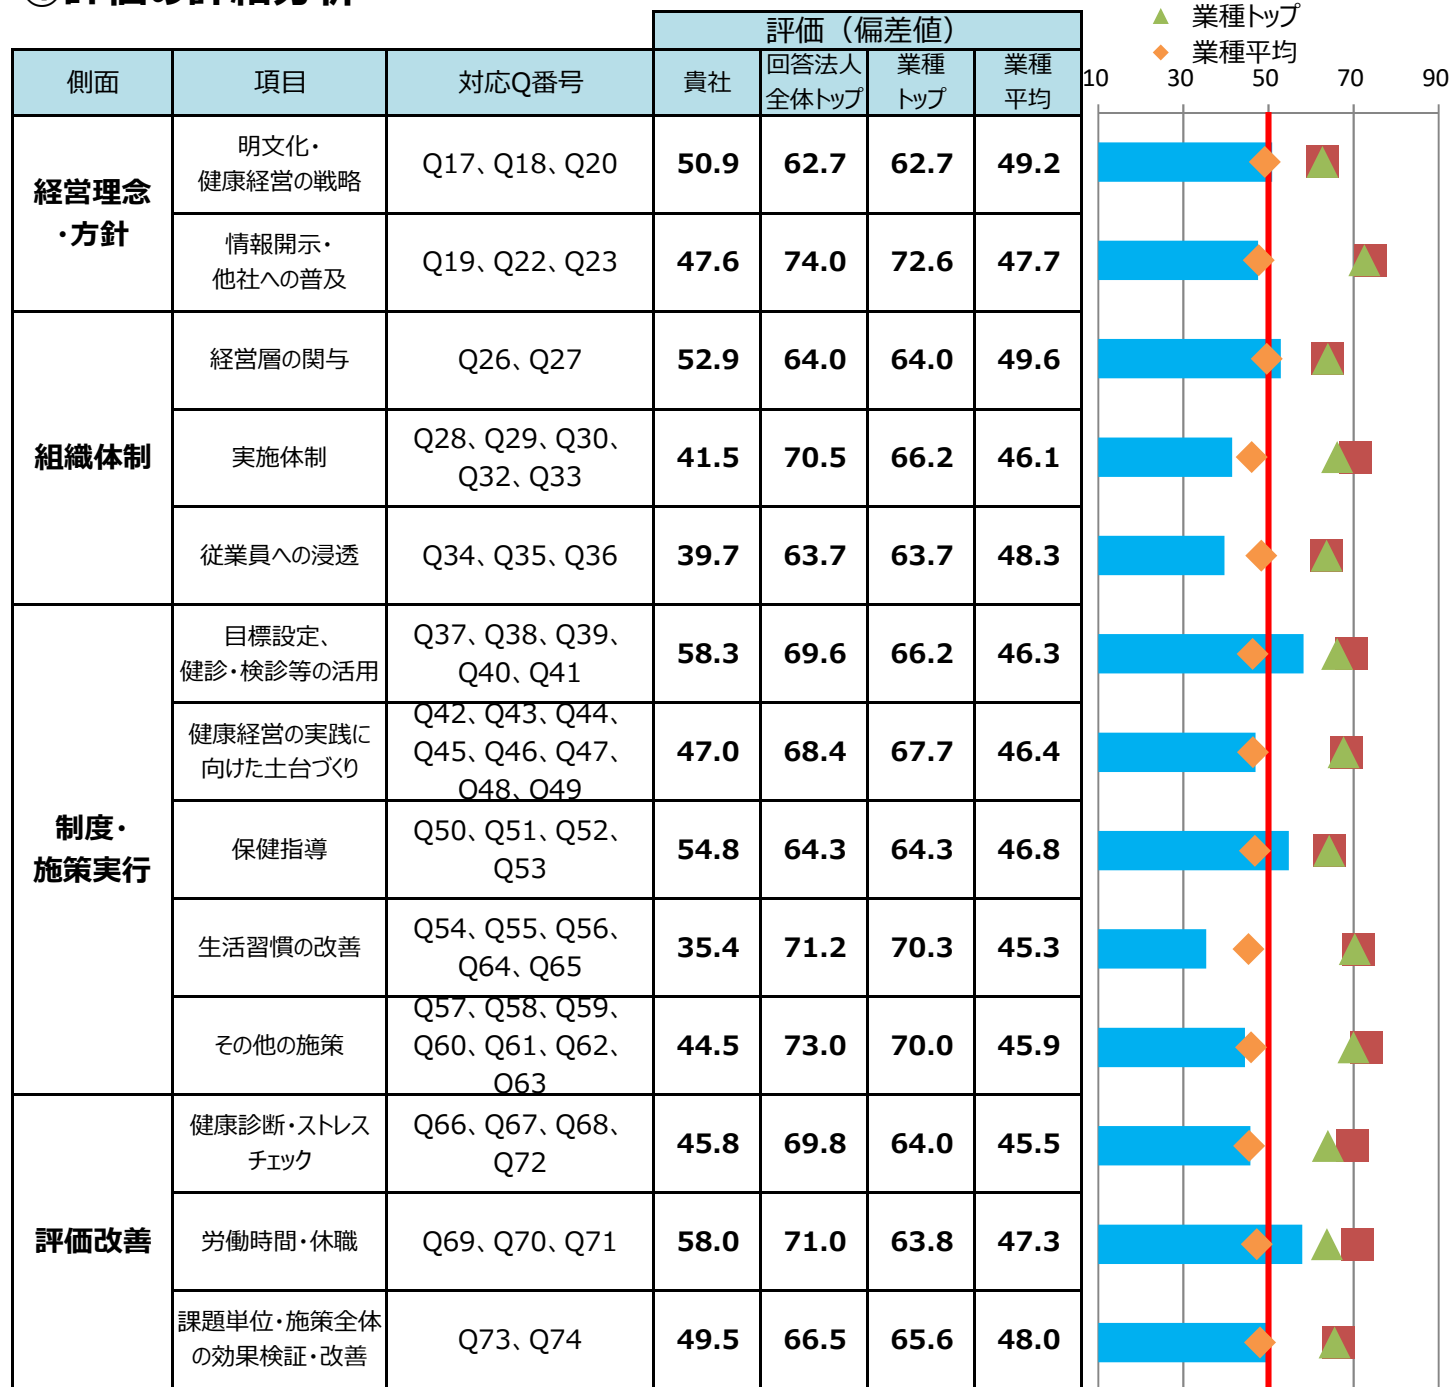 評価(偏差値)
▲ 業種トップ
◆ 業種平均
側面 項目 対応Q番号 貴社 回答法人 業種 業種
全体トップ トップ 平均
10 30 50 70 90
経営理念
・方針
明文化・
健康経営の戦略
Q17、Q18、Q20 50.9 62.7 62.7 49.2
情報開示・
他社への普及
Q19、Q22、Q23 47.6 74.0 72.6 47.7
組織体制
経営層の関与 Q26、Q27 52.9 64.0 64.0 49.6
実施体制
Q28、Q29、Q30、
Q32、Q33
41.5 70.5 66.2 46.1
従業員への浸透 Q34、Q35、Q36 39.7 63.7 63.7 48.3
制度・
施策実行
目標設定、
健診・検診等の活用
Q37、Q38、Q39、
Q40、Q41
58.3 69.6 66.2 46.3
健康経営の実践に
向けた土台づくり
Q42、Q43、Q44、
Q45、Q46、Q47、
Q48、Q49
47.0 68.4 67.7 46.4
保健指導
Q50、Q51、Q52、
Q53
54.8 64.3 64.3 46.8
生活習慣の改善
Q54、Q55、Q56、
Q64、Q65
35.4 71.2 70.3 45.3
その他の施策
Q57、Q58、Q59、
Q60、Q61、Q62、
Q63
44.5 73.0 70.0 45.9
評価改善
健康診断・ストレス
チェック
Q66、Q67、Q68、
Q72
45.8 69.8 64.0 45.5
労働時間・休職 Q69、Q70、Q71 58.0 71.0 63.8 47.3
課題単位・施策全体
の効果検証・改善
Q73、Q74 49.5 66.5 65.6 48.0